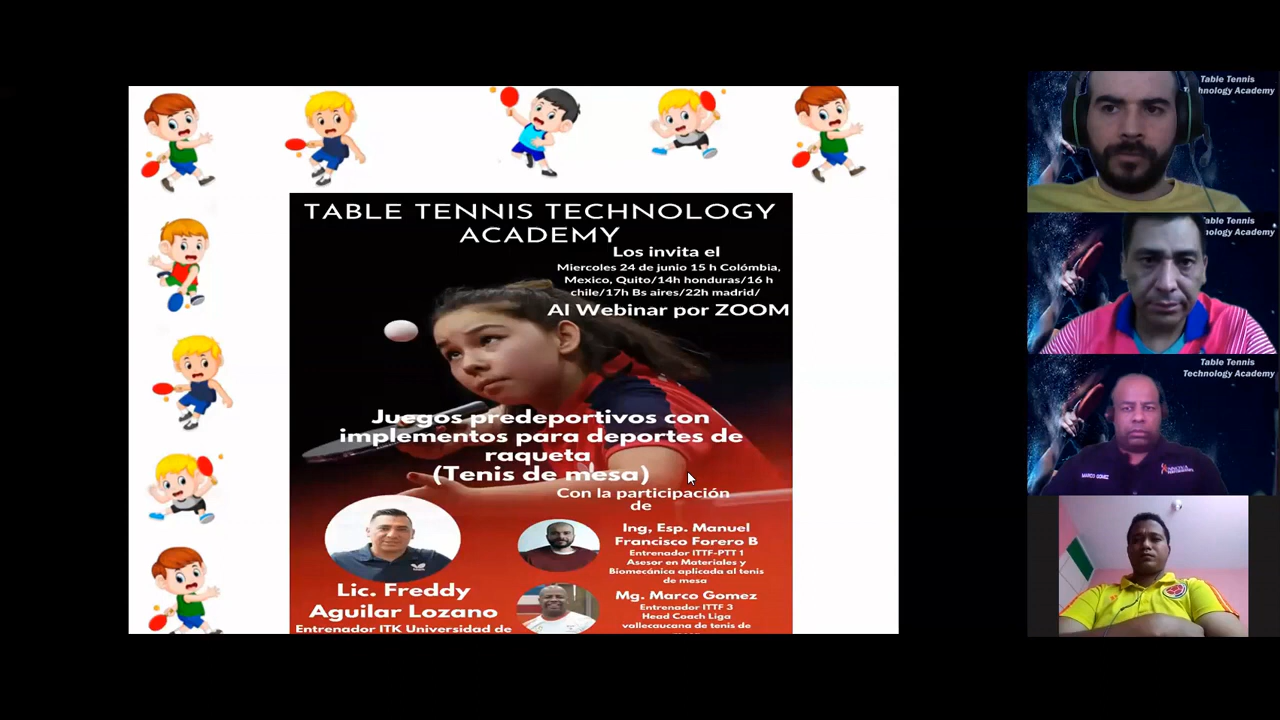 TABLE TENNIS TECHNOLOGY
ACADEMY
Los invita el
Miercoles 24 de junio 15 h Colómbia,
Mexico, Quito/14h honduras/16 h
chile/17h Bs aires/22h madrid/
Al Webinar por ZOOM
Juegos predeportivos con
implementos para deportes de
raqueta
(Tenis de mesa)
Con la participación
de
Ing, Esp. Manuel
Francisco Forero B
Entrenador ITTF-PTT 1
Asesor en Materiales y
Biomecánica aplicada al tenis
de mesa
Lic. Freddy
Aguilar Lozano
Entrenador ITK Universidad de
Mg. Marco Gomez
Entrenador ITTF 3
Head Coach Liga
vallecaucana de tenis de
Table Tennis
hnology Academy
Table Tennis
nology Academy
Table Tennis
Technology Academy
MARCO GOMEZ